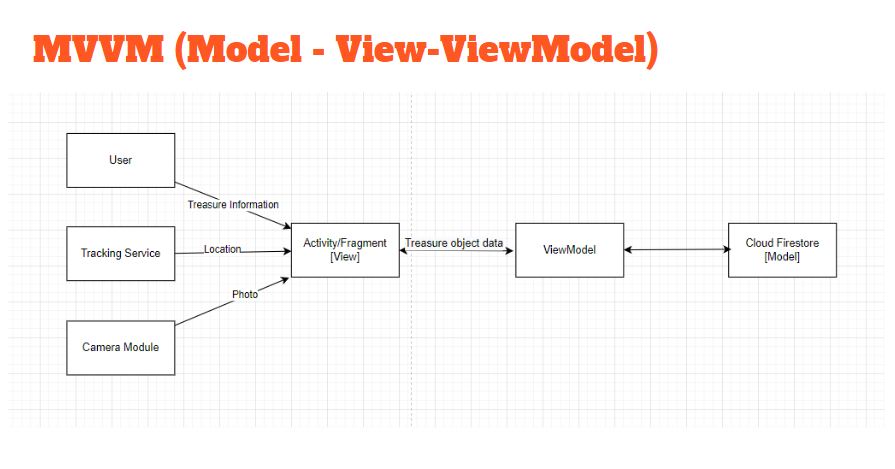 MVVM (Model - View-ViewModel)
User
Treasure Information
Tracking Service
Location
Activity/Fragment
[View]
Treasure object data
ViewModel
Cloud Firestore
[Model]
Photo
Camera Module